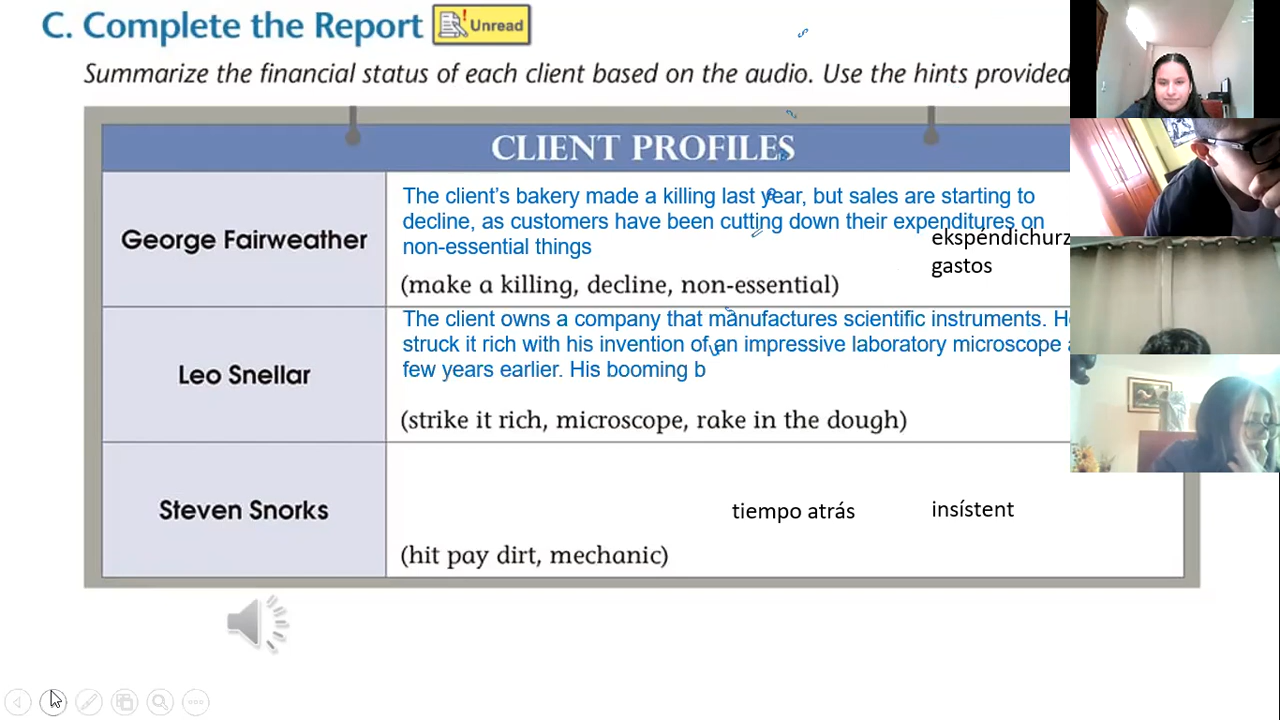 C. Complete the Report
Unread
Summarize the financial status of each client based on the audio. Use the hints provided
CLIENT PROFILES
George Fairweather
The client's bakery made a killing last year, but sales are starting to
decline, as customers have been cutting down their expenditures on
non-essential things
ekspéndichurz
gastos
(make a killing, decline, non-essential)
Leo Snellar
The client owns a company that manufactures scientific instruments.
struck it rich with his invention of an impressive laboratory microscope
few years earlier. His booming b
(strike it rich, microscope, rake in the dough)
Steven Snorks
tiempo atrás
insístent
(hit pay dirt, mechanic)